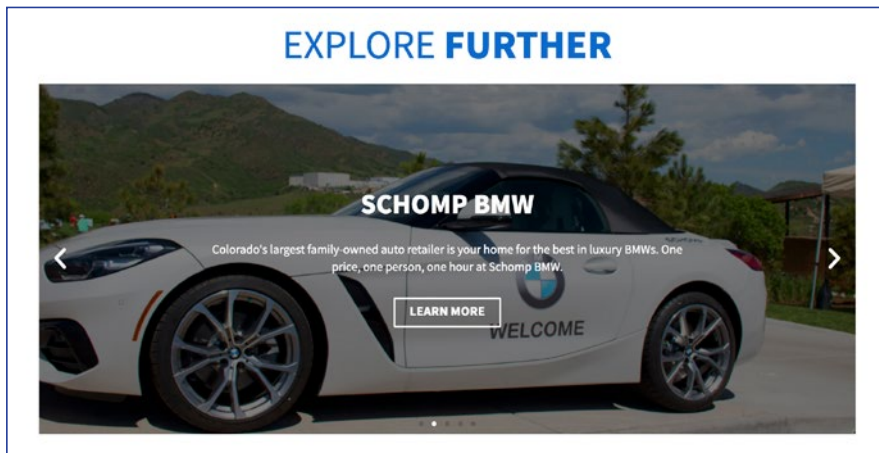 EXPLORE FURTHER
SCHOMP BMW
Colorado's largest family-owned auto retailer is your home for the best in luxury BMWs. One
price, one person, one hour at Schomp BMW.
LEARN MORE
WELCOME